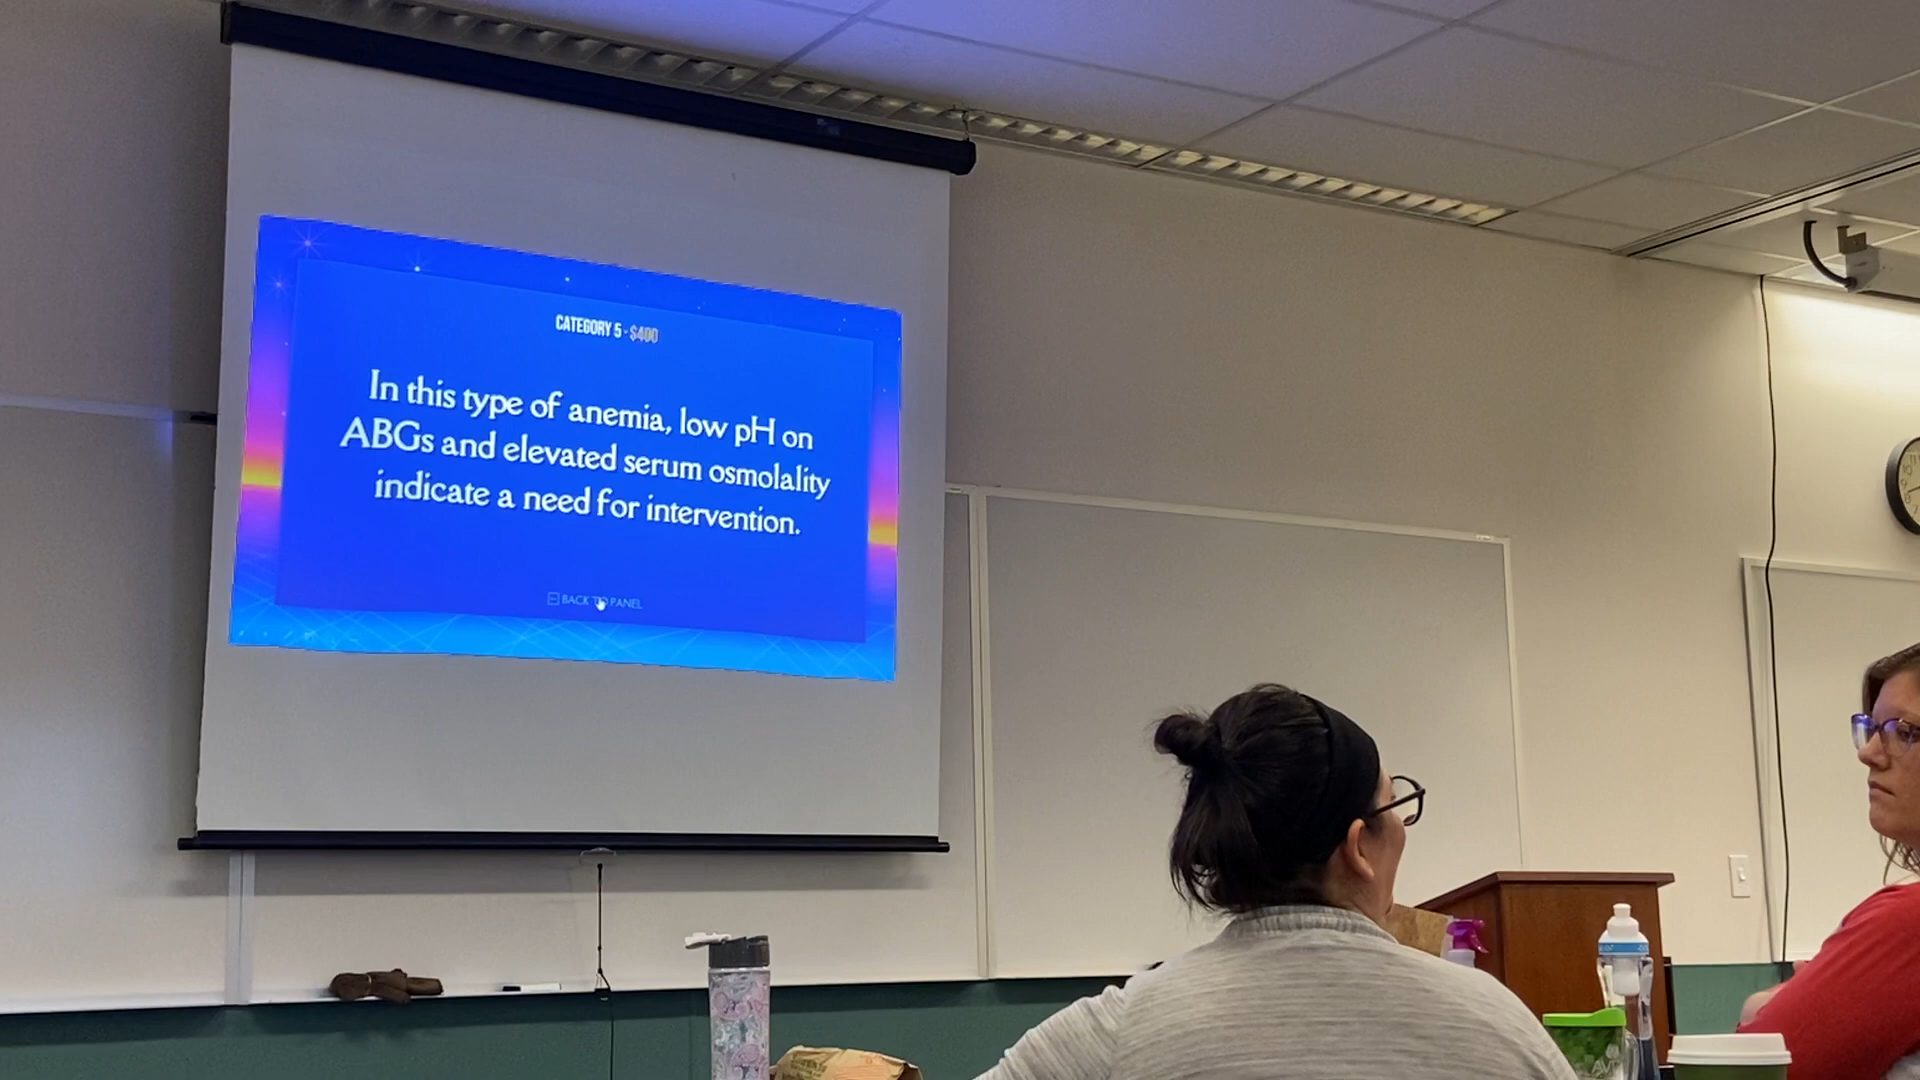 CATEGORY 5 - $400
In this type of anemia, low pH on
ABGs and elevated serum osmolality
indicate a need for intervention.
BACK TO PANEL